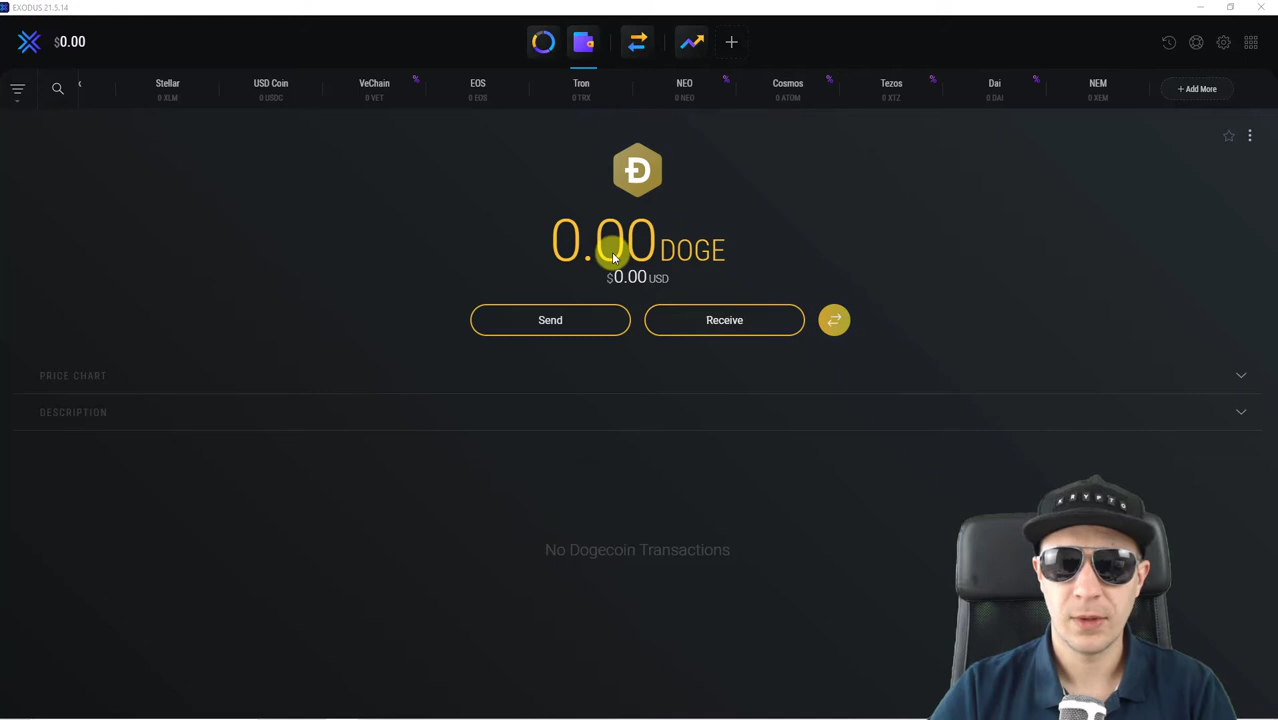 EXODUS 21.5.14
$0.00
Stellar
0 XLM
USD Coin
0 USDC
VeChain
0 VET
%
EOS
0 EOS
Tron
0 TRX
NEO
0 NEO
%
Cosmos
0 ATOM
%
Tezos
0 XTZ
%
Dai
0 DAI
%
NEM
0 XEM
+ Add More
0.00 DOGE
$0.00 USD
Send
Receive
PRICE CHART
DESCRIPTION
No Dogecoin Transactions
KRYPTO